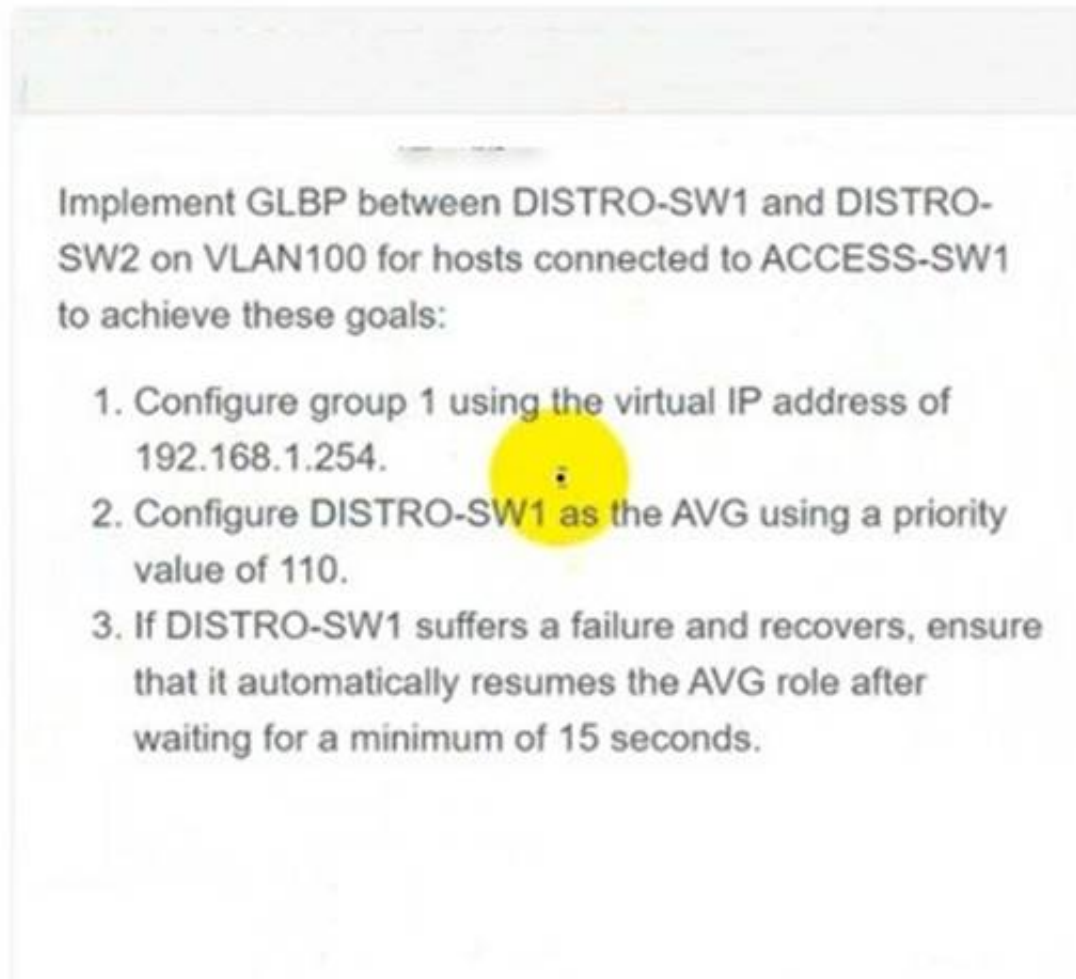 Implement GLBP between DISTRO-SW1 and DISTRO-
SW2 on VLAN100 for hosts connected to ACCESS-SW1
to achieve these goals:
1. Configure group 1 using the virtual IP address of
192.168.1.254.
2. Configure DISTRO-SW1 as the AVG using a priority
value of 110.
3. If DISTRO-SW1 suffers a failure and recovers, ensure
that it automatically resumes the AVG role after
waiting for a minimum of 15 seconds.